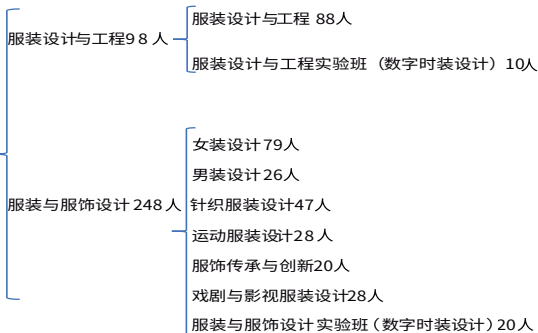 服装设计与工程98人
服装设计与工程 88人
服装设计与工程实验班（数字时装设计）10人
服装与服饰设计 248人
女装设计79人
男装设计26人
针织服装设计47人
运动服装设计28人
服饰传承与创新20人
戏剧与影视服装设计28人
服装与服饰设计实验班（数字时装设计）20人